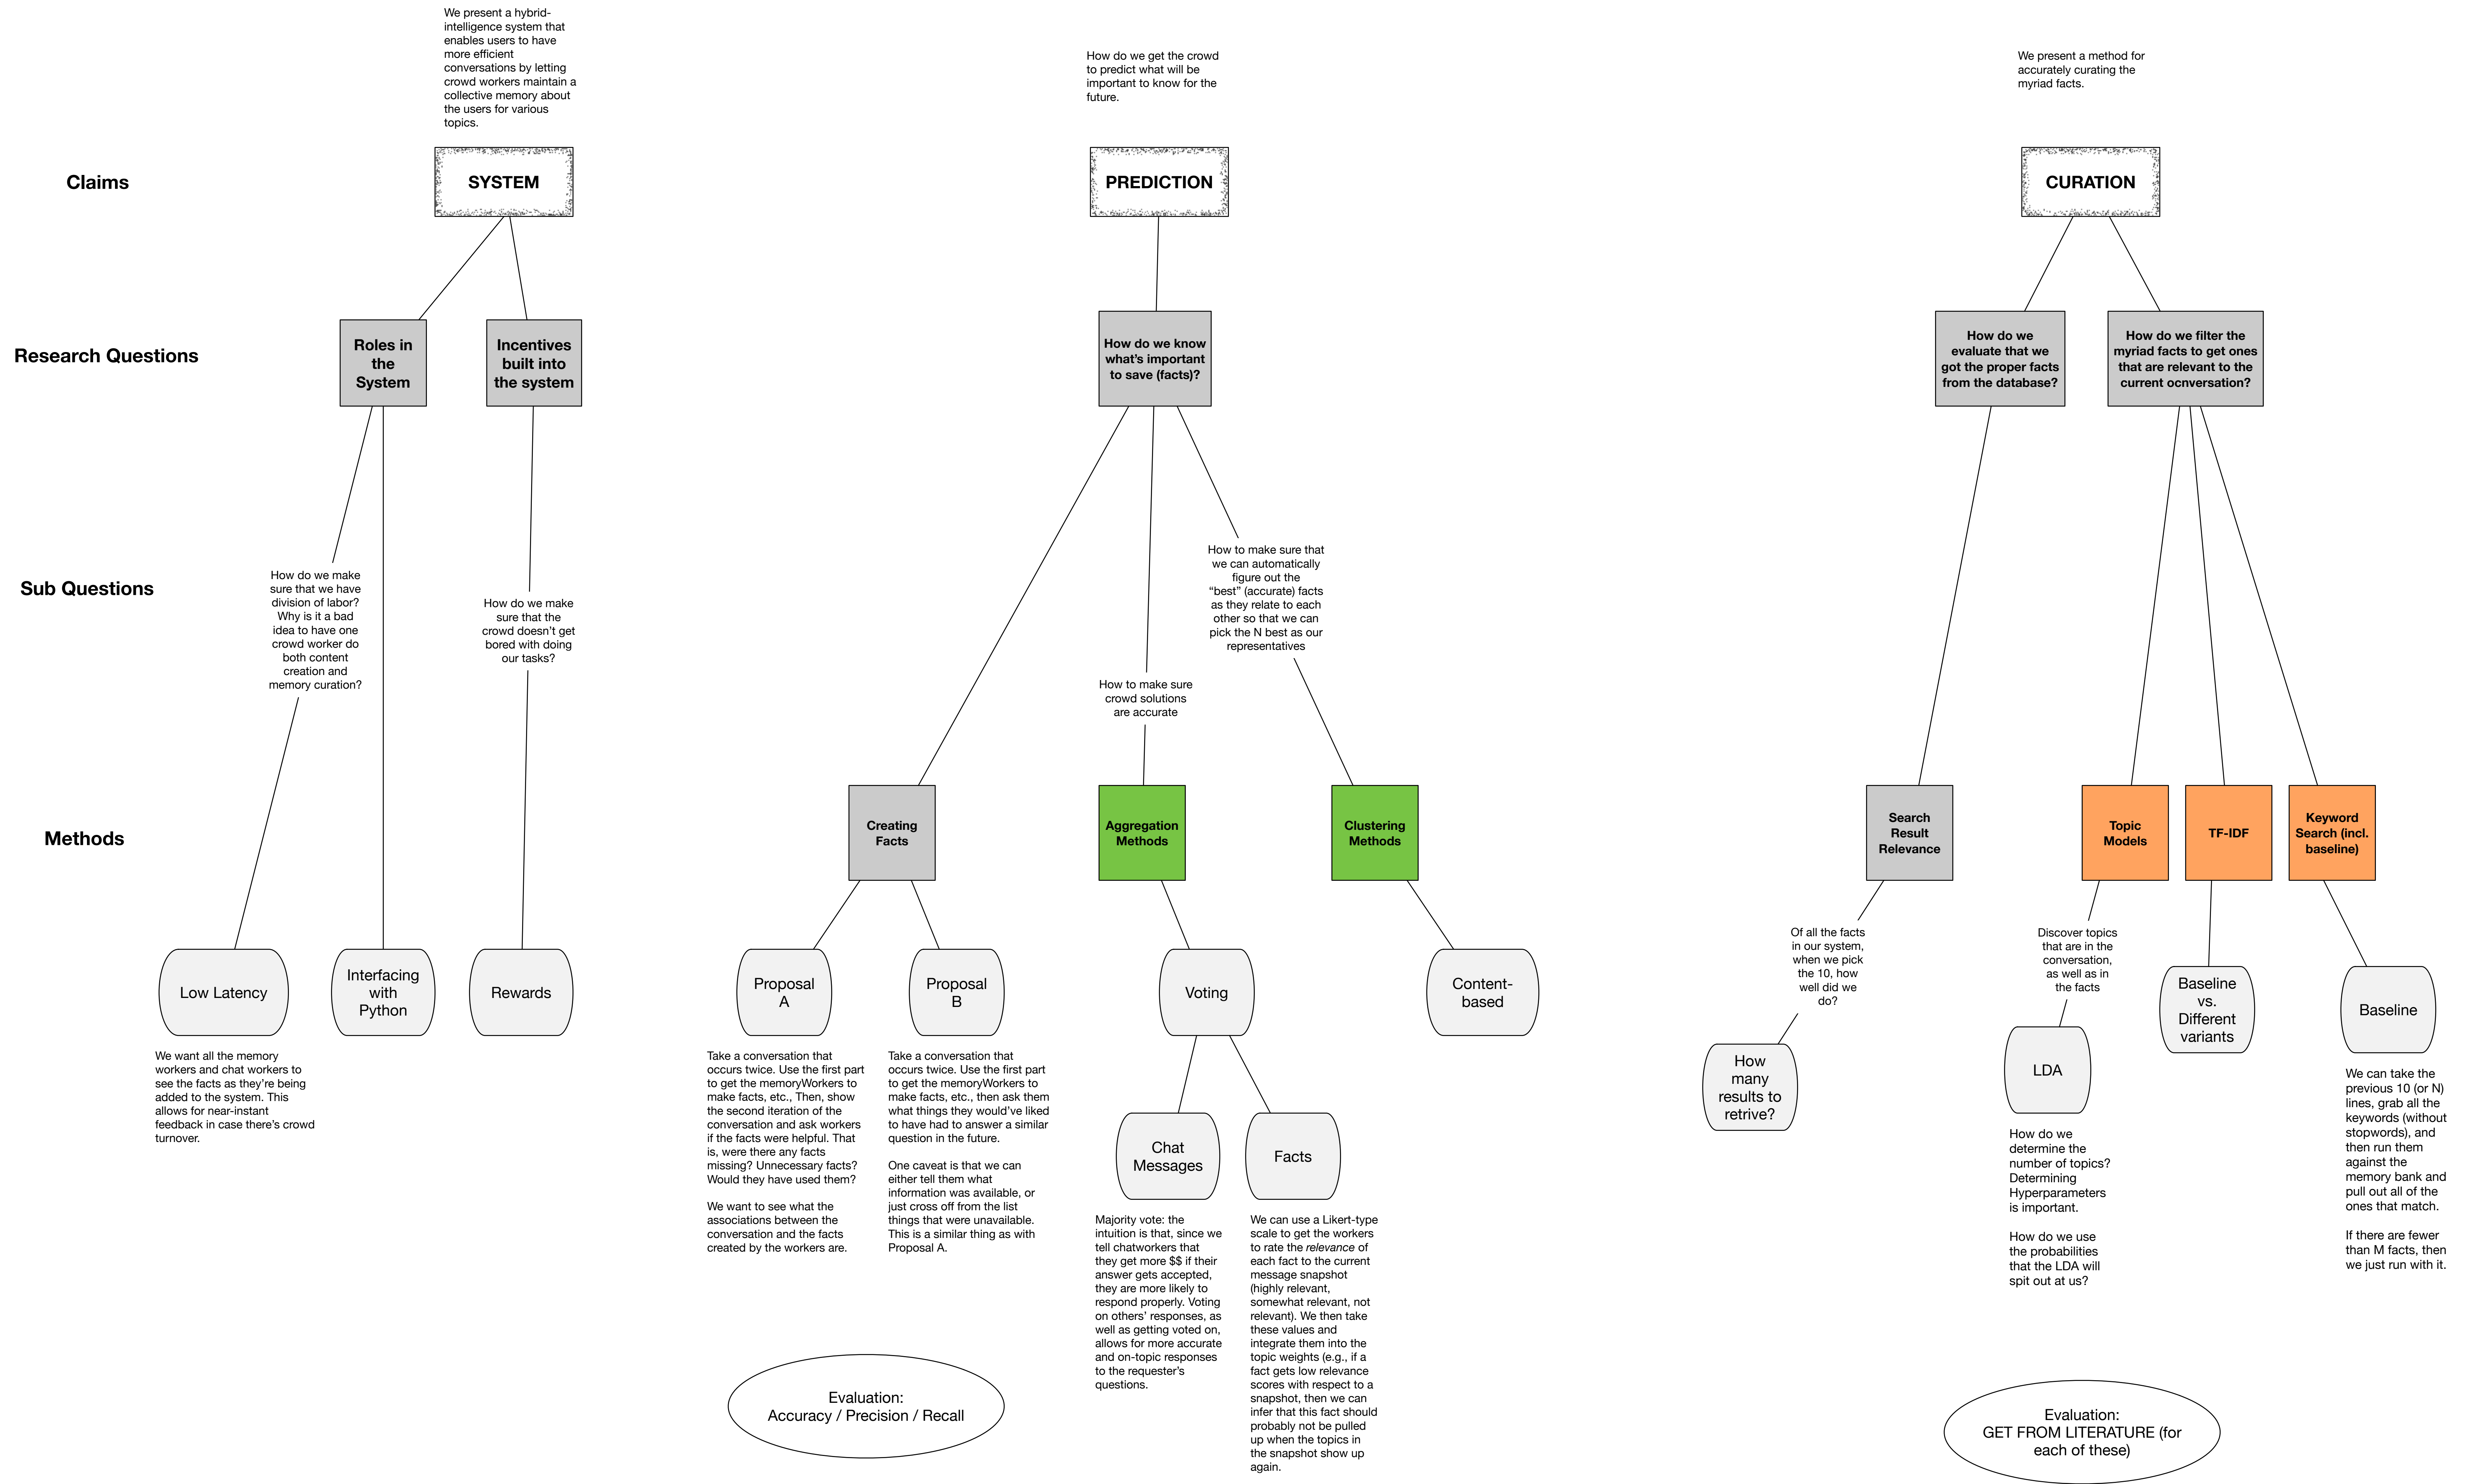 We present a hybrid-
intelligence system that
enables users to have
more efficient
conversations by letting
crowd workers maintain a
collective memory about
the users for various
topics.
How do we get the crowd
to predict what will be
important to know for the
future.
We present a method for
accurately curating the
myriad facts.
Claims
SYSTEM
PREDICTION
CURATION
Research Questions
Roles in
the
System
Incentives
built into
the system
How do we know
what's important
to save (facts)?
How do we
evaluate that we
got the proper facts
from the database?
How do we filter the
myriad facts to get ones
that are relevant to the
current ocnversation?
Sub Questions
How do we make
sure that we have
division of labor?
Why is it a bad
idea to have one
crowd worker do
both content
creation and
memory curation?
How do we make
sure that the
crowd doesn't get
bored with doing
our tasks?
How to make sure
crowd solutions
are accurate
How to make sure that
we can automatically
figure out the
“best” (accurate) facts
as they relate to each
other so that we can
pick the N best as our
representatives
Methods
Creating
Facts
Aggregation
Methods
Clustering
Methods
Search
Result
Relevance
Topic
Models
TF-IDF
Keyword
Search (incl.
baseline)
Of all the facts
in our system,
when we pick
the 10, how
well did we
do?
Discover topics
that are in the
conversation,
as well as in
the facts
Low Latency
Interfacing
with
Python
Rewards
Proposal
A
Proposal
B
Voting
Content-
based
How
many
results to
retrive?
LDA
Baseline
vs.
Different
variants
Baseline
We want all the memory
workers and chat workers to
see the facts as they're being
added to the system. This
allows for near-instant
feedback in case there's crowd
turnover.
Take a conversation that
occurs twice. Use the first part
to get the memoryWorkers to
make facts, etc., Then, show
the second iteration of the
conversation and ask workers
if the facts were helpful. That
is, were there any facts
missing? Unnecessary facts?
Would they have used them?
We want to see what the
associations between the
conversation and the facts
created by the workers are.
Take a conversation that
occurs twice. Use the first part
to get the memoryWorkers to
make facts, etc., then ask them
what things they would've liked
to have had to answer a similar
question in the future.
One caveat is that we can
either tell them what
information was available, or
just cross off from the list
things that were unavailable.
This is a similar thing as with
Proposal A.
Chat
Messages
Facts
Majority vote: the
intuition is that, since we
tell chatworkers that
they get more $$ if their
answer gets accepted,
they are more likely to
respond properly. Voting
on others' responses, as
well as getting voted on,
allows for more accurate
and on-topic responses
to the requester's
questions.
We can use a Likert-type
scale to get the workers
to rate the relevance of
each fact to the current
message snapshot
(highly relevant,
somewhat relevant, not
relevant). We then take
these values and
integrate them into the
topic weights (e.g., if a
fact gets low relevance
scores with respect to a
snapshot, then we can
infer that this fact should
probably not be pulled
up when the topics in
the snapshot show up
again.
How do we
determine the
number of topics?
Determining
Hyperparameters
is important.
How do we use
the probabilities
that the LDA will
spit out at us?
We can take the
previous 10 (or N)
lines, grab all the
keywords (without
stopwords), and
then run them
against the
memory bank and
pull out all of the
ones that match.
If there are fewer
than M facts, then
we just run with it.
Evaluation:
Accuracy / Precision / Recall
Evaluation:
GET FROM LITERATURE (for
each of these)